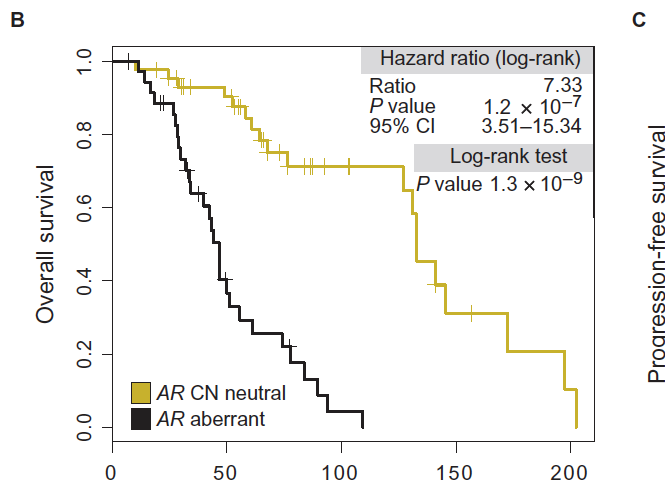 B
C
Hazard ratio (log-rank)
Ratio 7.33
P value 1.2 × 10⁻⁷
95% CI 3.51–15.34
Log-rank test
P value 1.3 × 10⁻⁹
Overall survival
1.0
0.8
0.6
0.4
0.2
0.0
AR CN neutral
AR aberrant
0 50 100 150 200
Progression-free survival